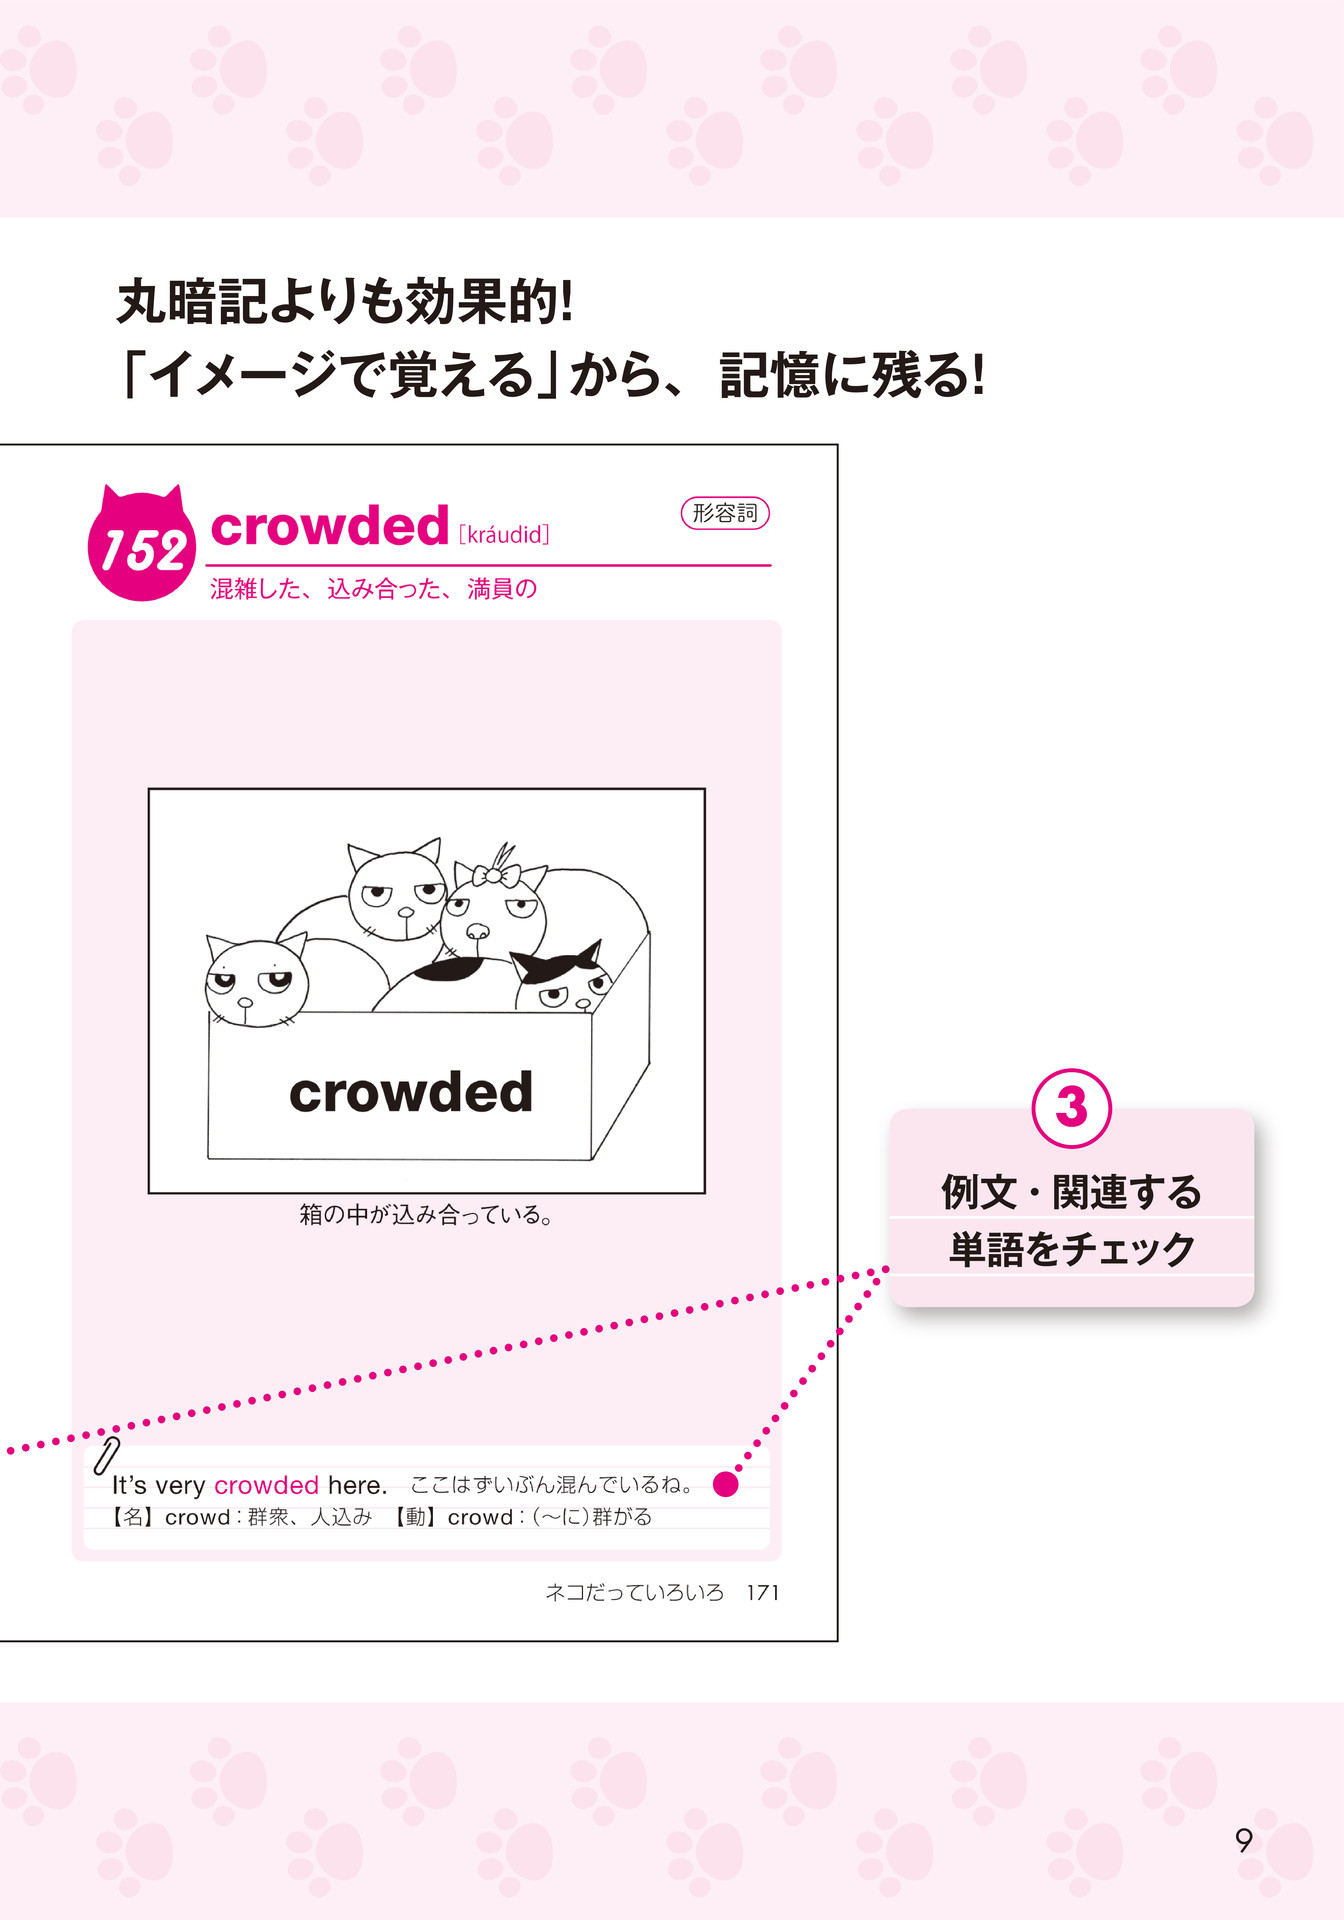 丸暗記よりも効果的!
「イメージで覚える」から、記憶に残る!
152 crowded [kráudid] 形容詞
混雑した、込み合った、満員の
crowded
箱の中が込み合っている。
3
例文・関連する
単語をチェック
It's very crowded here. ここはずいぶん混んでいるね。
【名】crowd：群衆、人込み 【動】crowd：(〜に)群がる
ネコだっていろいろ 171
9